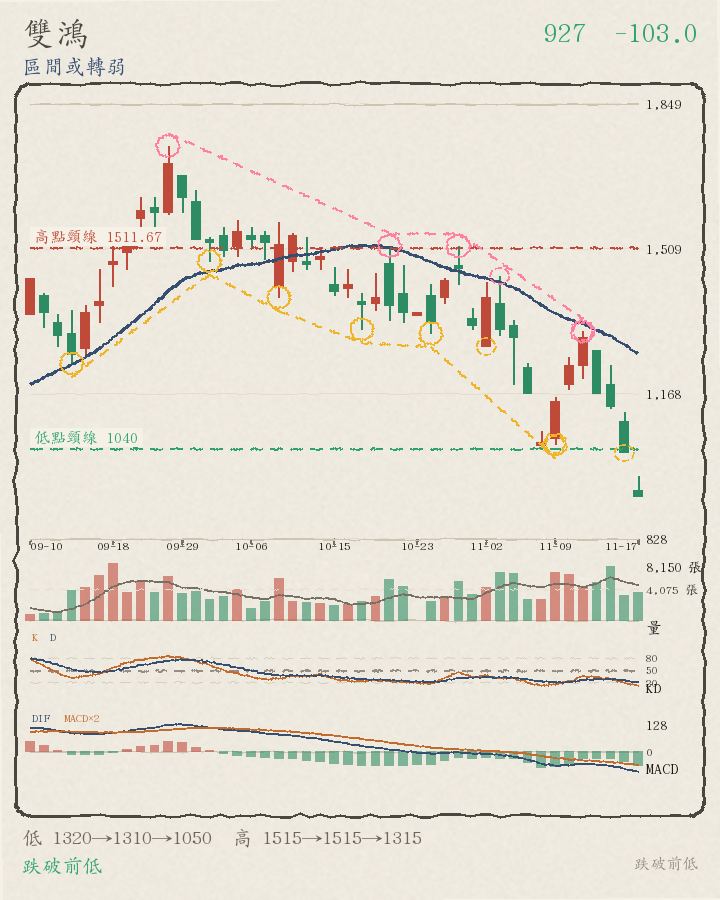 雙鴻
927 -103.0
區間或轉弱
1,849
高點頸線 1511.67
1,509
1,168
低點頸線 1040
828
09-10 09-18 09-29 10-06 10-15 10-23 11-02 11-09 11-17
8,150 張
4,075 張
量
K D
80
50
20
KD
DIF MACD×2
128
0
MACD
低 1320→1310→1050 高 1515→1515→1315
跌破前低
跌破前低